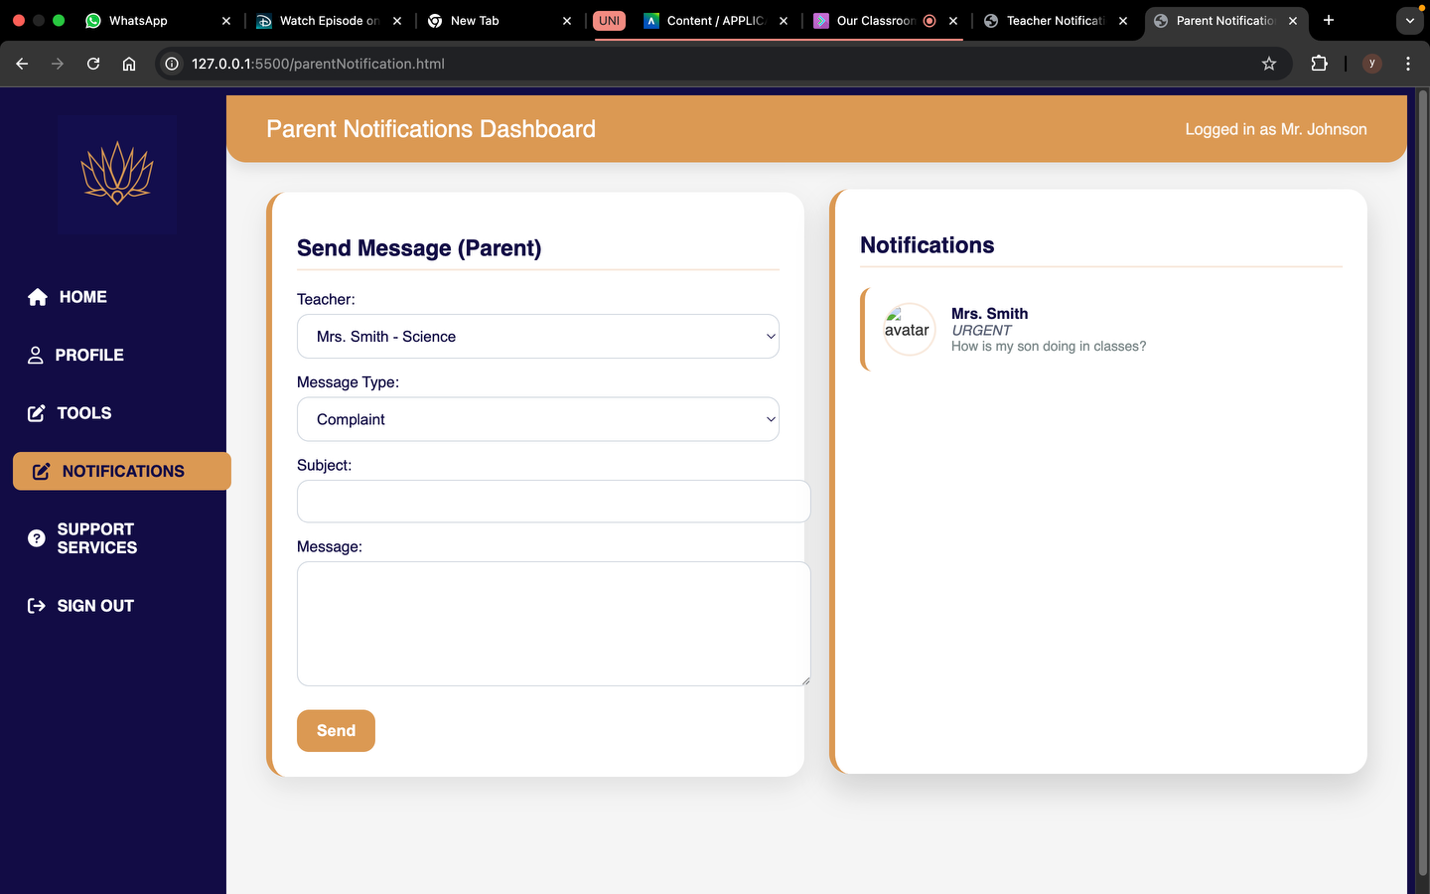 WhatsApp
Watch Episode on
New Tab
UNI
Content / APPLIC
Our Classroom
Teacher Notificati
Parent Notificatio
127.0.0.1:5500/parentNotification.html
y
Parent Notifications Dashboard
Logged in as Mr. Johnson
HOME
PROFILE
TOOLS
NOTIFICATIONS
SUPPORT
SERVICES
SIGN OUT
Send Message (Parent)
Teacher:
Mrs. Smith - Science
Message Type:
Complaint
Subject:
Message:
Send
Notifications
avatar
Mrs. Smith
URGENT
How is my son doing in classes?